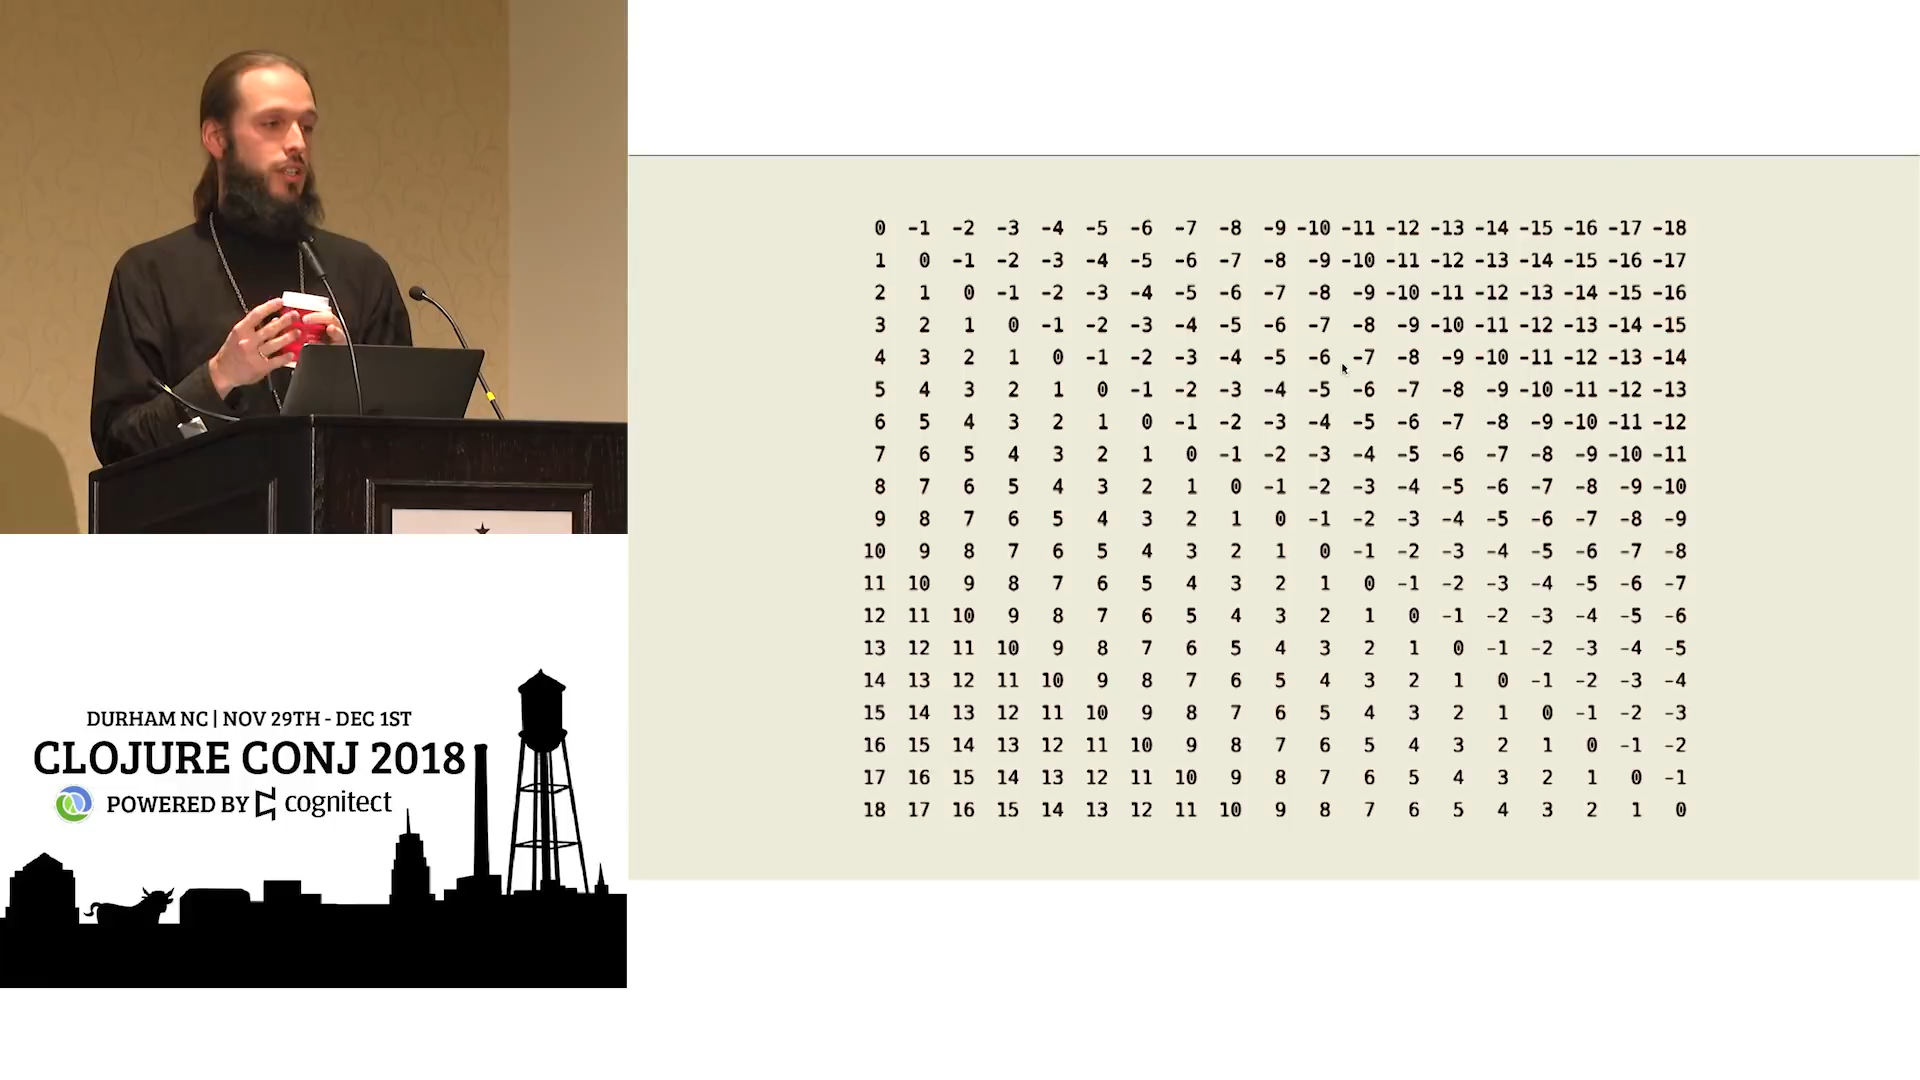 0 -1 -2 -3 -4 -5 -6 -7 -8 -9 -10 -11 -12 -13 -14 -15 -16 -17 -18
1 0 -1 -2 -3 -4 -5 -6 -7 -8 -9 -10 -11 -12 -13 -14 -15 -16 -17
2 1 0 -1 -2 -3 -4 -5 -6 -7 -8 -9 -10 -11 -12 -13 -14 -15 -16
3 2 1 0 -1 -2 -3 -4 -5 -6 -7 -8 -9 -10 -11 -12 -13 -14 -15
4 3 2 1 0 -1 -2 -3 -4 -5 -6 -7 -8 -9 -10 -11 -12 -13 -14
5 4 3 2 1 0 -1 -2 -3 -4 -5 -6 -7 -8 -9 -10 -11 -12 -13
6 5 4 3 2 1 0 -1 -2 -3 -4 -5 -6 -7 -8 -9 -10 -11 -12
7 6 5 4 3 2 1 0 -1 -2 -3 -4 -5 -6 -7 -8 -9 -10 -11
8 7 6 5 4 3 2 1 0 -1 -2 -3 -4 -5 -6 -7 -8 -9 -10
9 8 7 6 5 4 3 2 1 0 -1 -2 -3 -4 -5 -6 -7 -8 -9
10 9 8 7 6 5 4 3 2 1 0 -1 -2 -3 -4 -5 -6 -7 -8
11 10 9 8 7 6 5 4 3 2 1 0 -1 -2 -3 -4 -5 -6 -7
12 11 10 9 8 7 6 5 4 3 2 1 0 -1 -2 -3 -4 -5 -6
13 12 11 10 9 8 7 6 5 4 3 2 1 0 -1 -2 -3 -4 -5
14 13 12 11 10 9 8 7 6 5 4 3 2 1 0 -1 -2 -3 -4
15 14 13 12 11 10 9 8 7 6 5 4 3 2 1 0 -1 -2 -3
16 15 14 13 12 11 10 9 8 7 6 5 4 3 2 1 0 -1 -2
17 16 15 14 13 12 11 10 9 8 7 6 5 4 3 2 1 0 -1
18 17 16 15 14 13 12 11 10 9 8 7 6 5 4 3 2 1 0
DURHAM NC | NOV 29TH - DEC 1ST
CLOJURE CONJ 2018
POWERED BY cognitect